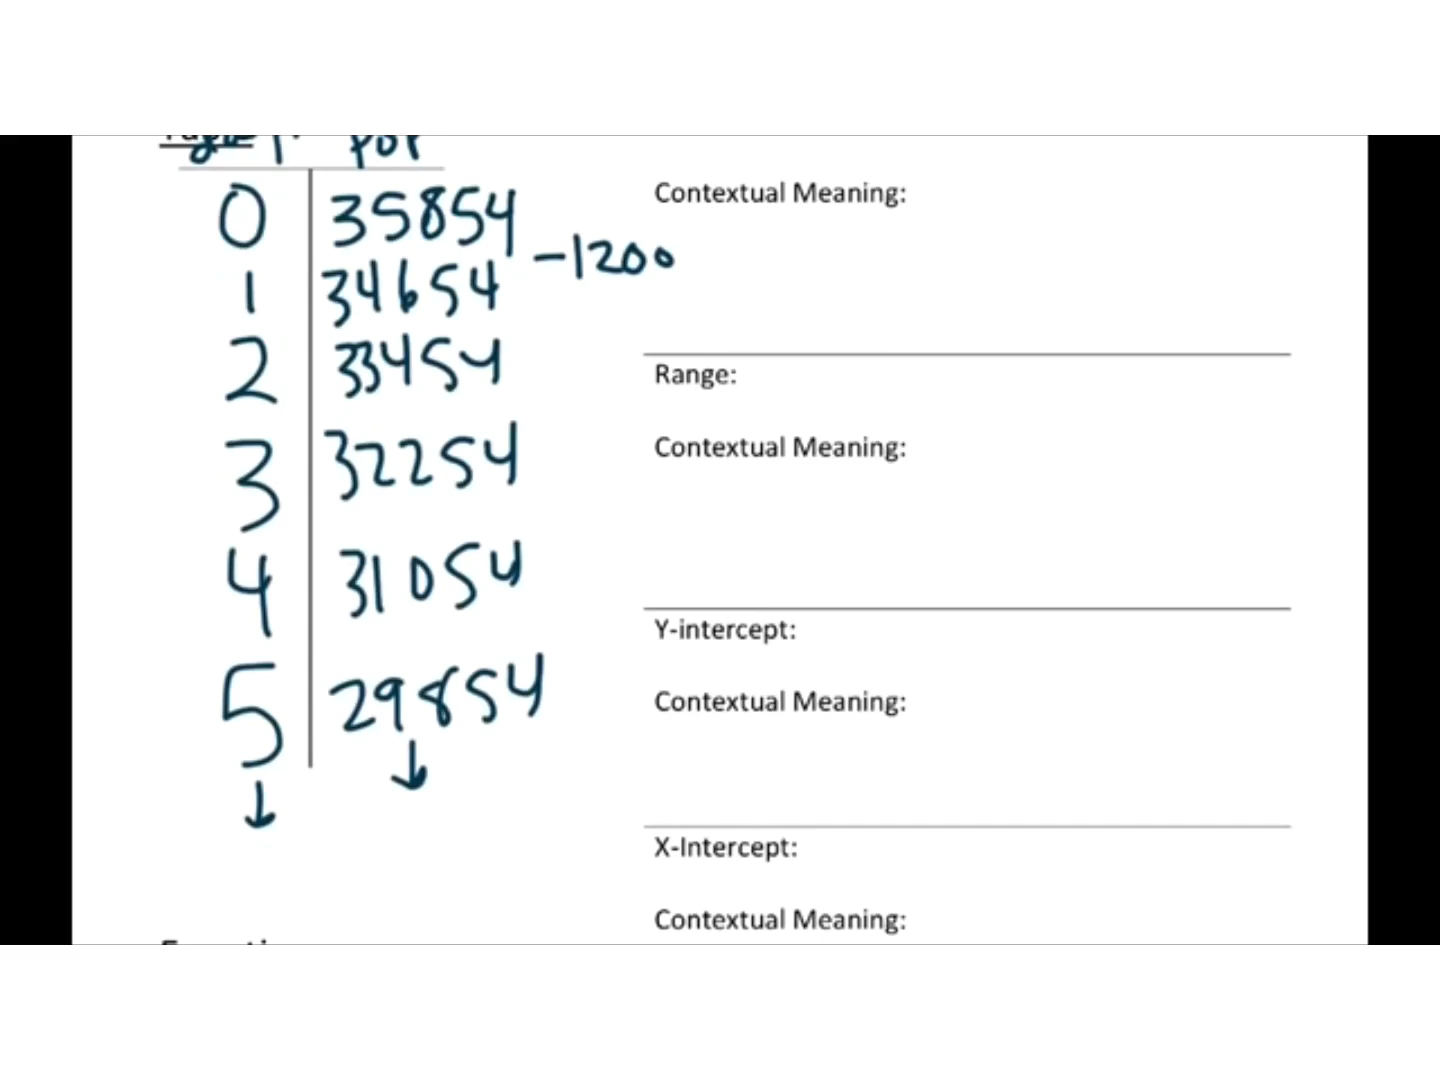 pop
0 35854
-1200
1 34654
2 33454
3 32254
4 31054
5 29854
Contextual Meaning:
Range:
Contextual Meaning:
Y-intercept:
Contextual Meaning:
X-Intercept:
Contextual Meaning: